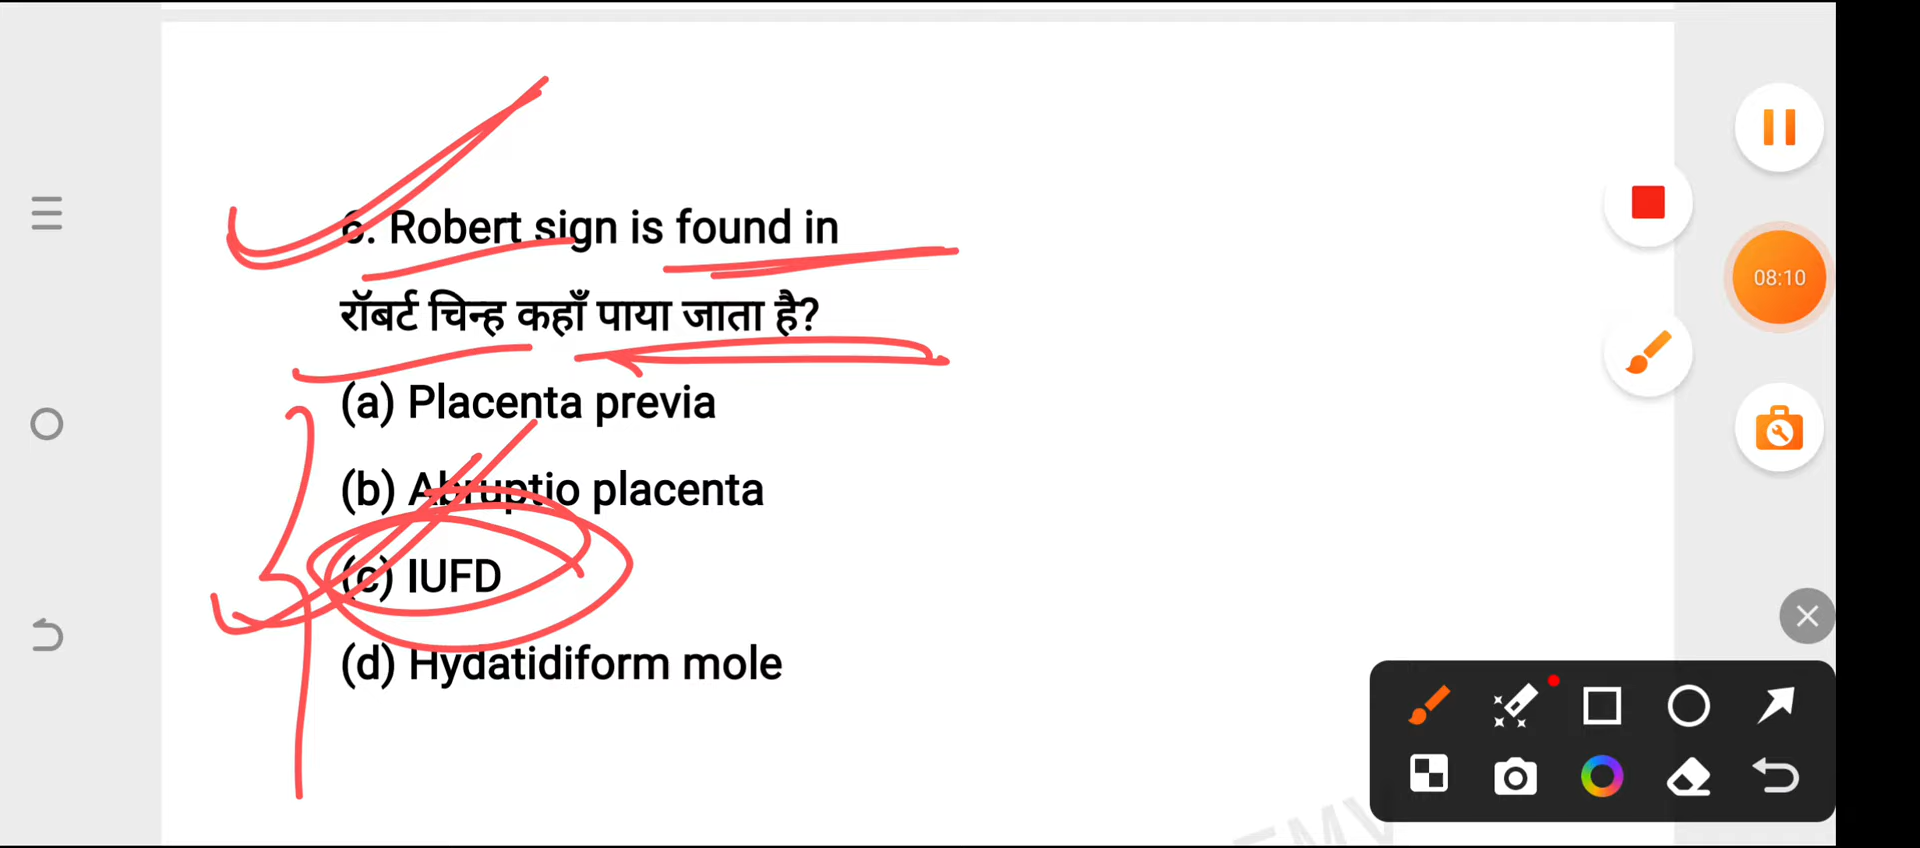 6. Robert sign is found in
रॉबर्ट चिन्ह कहाँ पाया जाता है?
(a) Placenta previa
(b) Abruptio placenta
(c) IUFD
(d) Hydatidiform mole
08:10